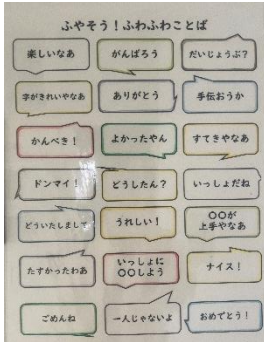 ふやそう！ふわふわことば
楽しいなあ
がんばろう
だいじょうぶ？
字がきれいやなあ
ありがとう
手伝おうか
かんぺき！
よかったやん
すてきやなあ
ドンマイ！
どうしたん？
いっしょだね
どういたしまして
うれしい！
〇〇が
上手やなあ
たすかったわあ
いっしょに
〇〇しよう
ナイス！
ごめんね
一人じゃないよ
おめでとう！